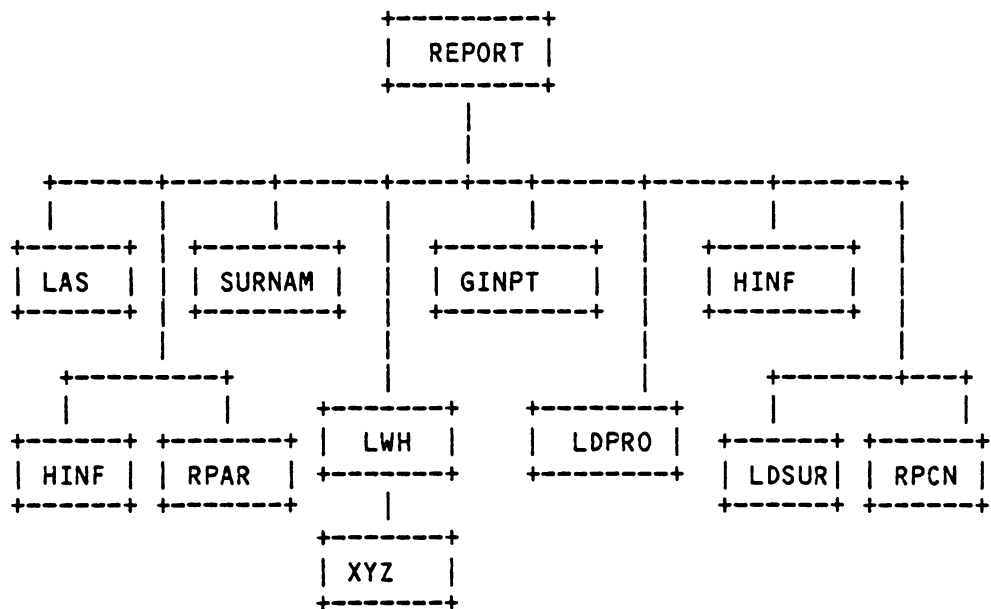 REPORT
LAS SURNAM GINPT HINF
HINF RPAR LWH LDPRO LDSUR RPCN
XYZ